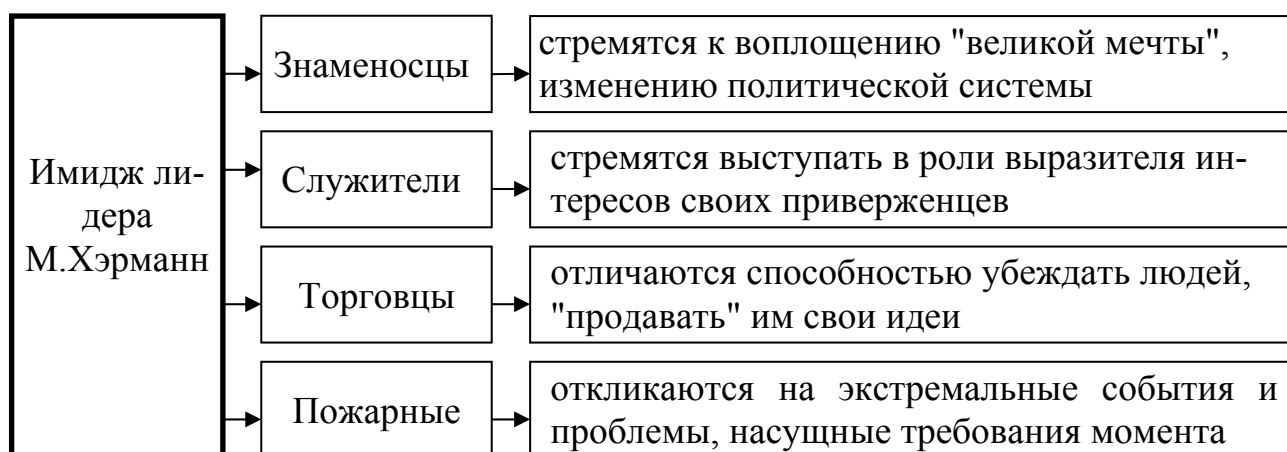 Имидж ли-
дера
М.Хэрманн
Знаменосцы
стремятся к воплощению "великой мечты",
изменению политической системы
Служители
стремятся выступать в роли выразителя ин-
тересов своих приверженцев
Торговцы
отличаются способностью убеждать людей,
"продавать" им свои идеи
Пожарные
откликаются на экстремальные события и
проблемы, насущные требования момента